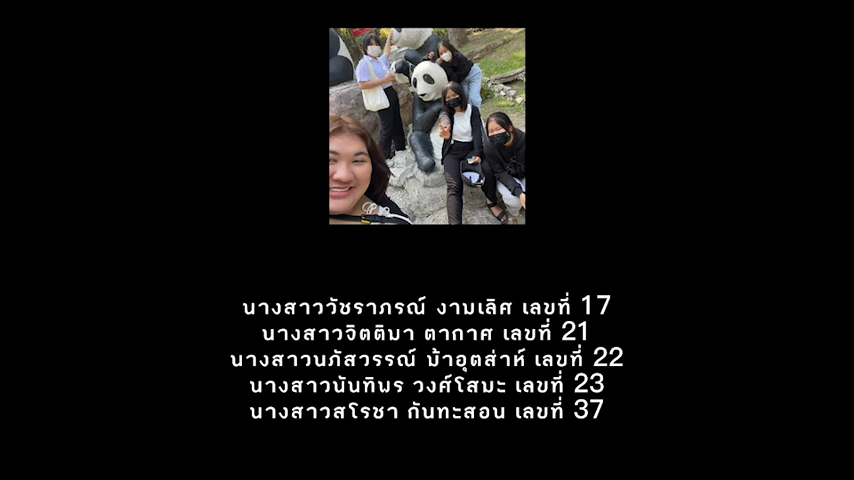 นางสาววัชราภรณ์ งามเลิศ เลขที่ 17
นางสาวจิตติมา ตากาศ เลขที่ 21
นางสาวนภัสวรรณ์ ม้าอุตส่าห์ เลขที่ 22
นางสาวนันทิพร วงศ์โสมะ เลขที่ 23
นางสาวสโรชา กันทะสอน เลขที่ 37